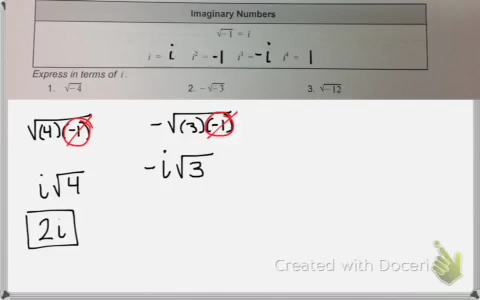 Imaginary Numbers
√-1 = i
i = i i² = -1 i³ = -i i⁴ = 1
Express in terms of i.
1. √-4 2. -√-3 3. √-12
√(4)(-1) -√(3)(-1)
i√4 -i√3
2i
Created with Doceri